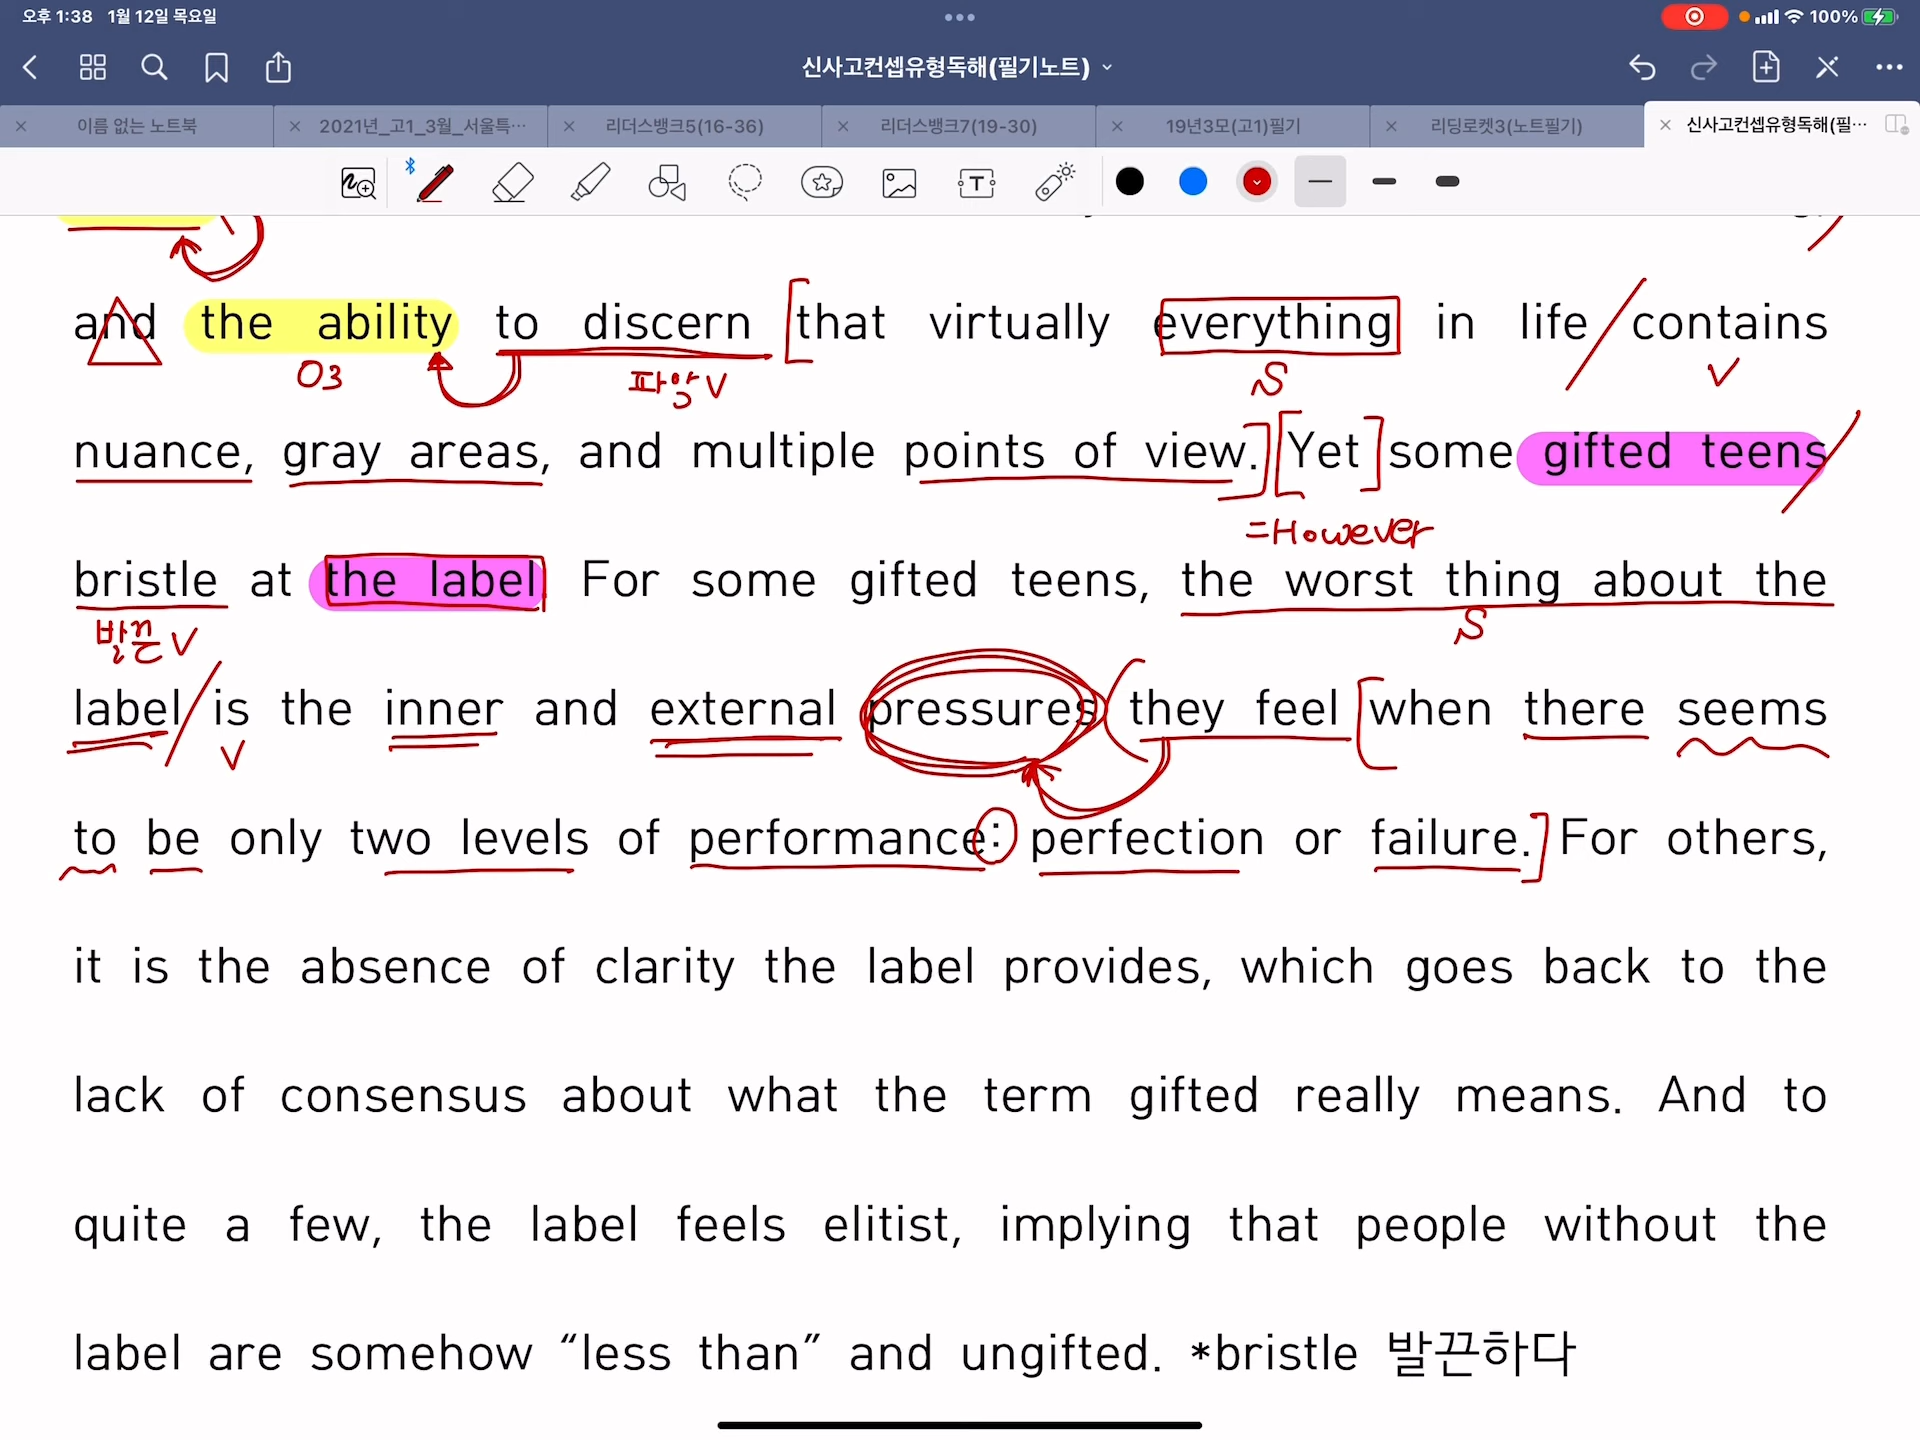 오후 1:38 1월 12일 목요일
100%
신사고컨셉유형독해(필기노트)
이름 없는 노트북
2021년_고1_3월_서울특…
리더스뱅크5(16-36)
리더스뱅크7(19-30)
19년3모(고1)필기
리딩로켓3(노트필기)
신사고컨셉유형독해(필…
and the ability to discern [that virtually everything in life / contains
O3 파악V S V
nuance, gray areas, and multiple points of view.] [Yet] some gifted teens /
=However
bristle at the label For some gifted teens, the worst thing about the
발끈 V S
label / is the inner and external pressures (they feel [when there seems
V
to be only two levels of performance: perfection or failure.] For others,
it is the absence of clarity the label provides, which goes back to the
lack of consensus about what the term gifted really means. And to
quite a few, the label feels elitist, implying that people without the
label are somehow “less than” and ungifted. *bristle 발끈하다